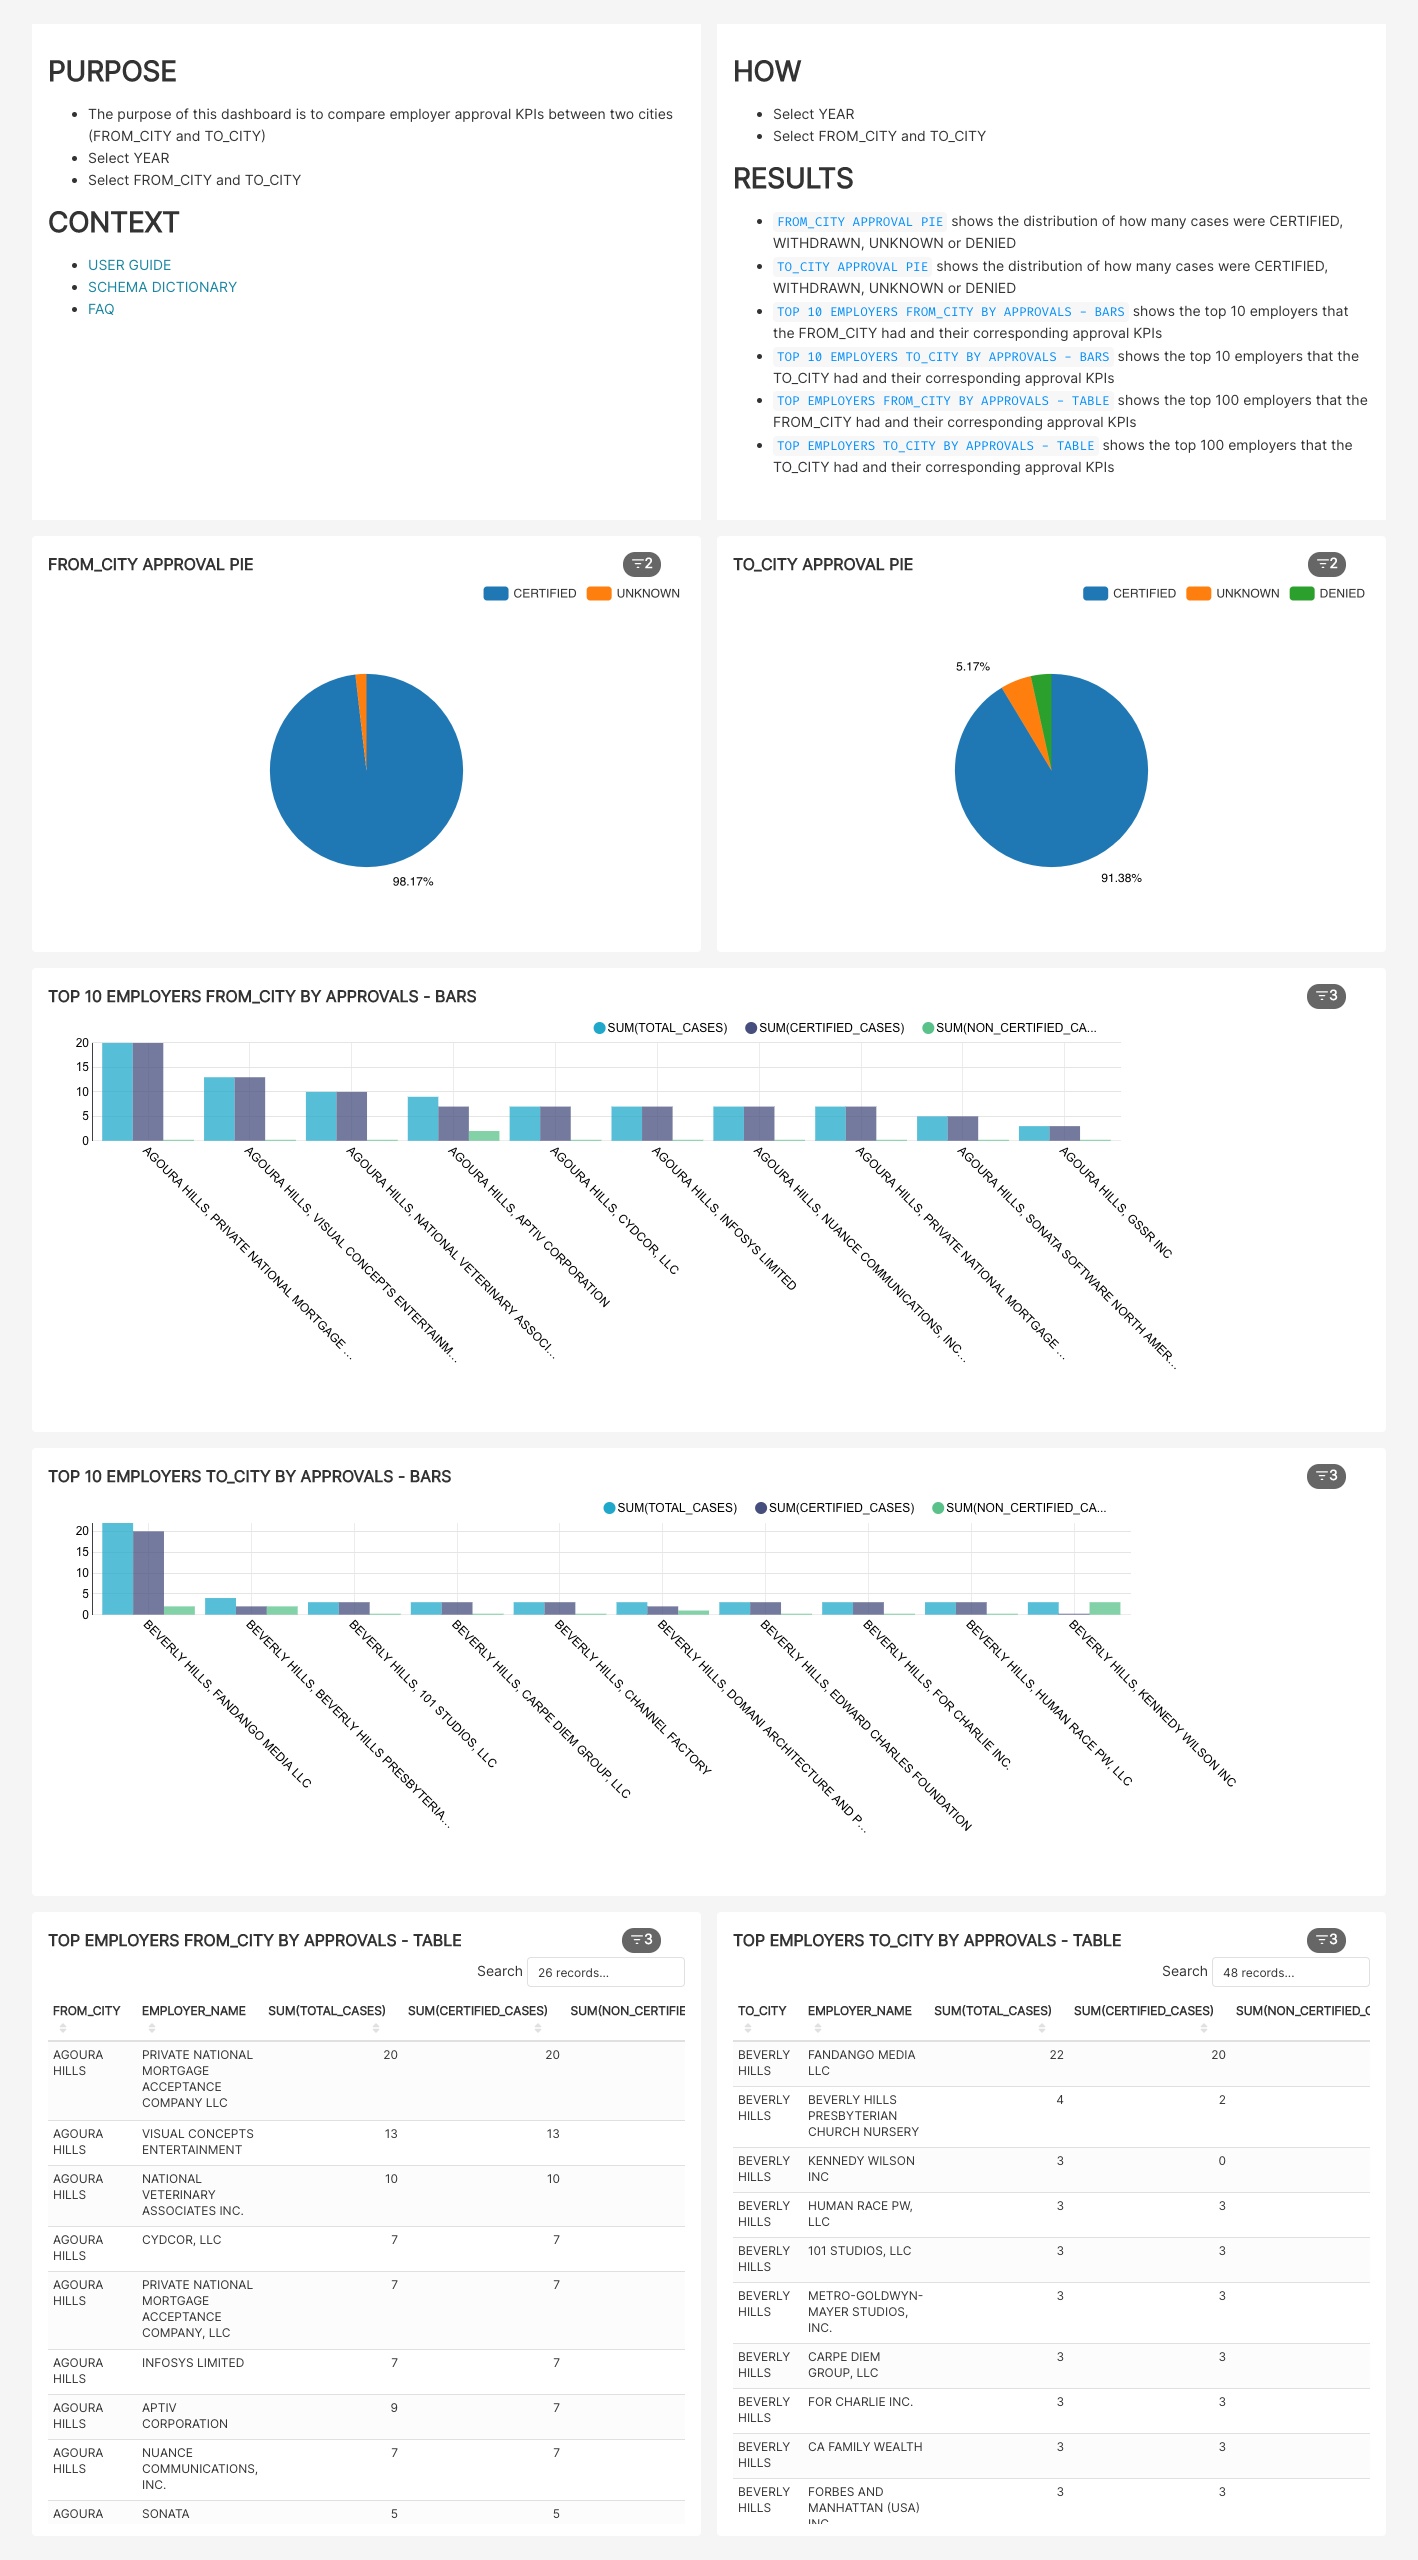 PURPOSE
The purpose of this dashboard is to compare employer approval KPIs between two cities
(FROM_CITY and TO_CITY)
Select YEAR
Select FROM_CITY and TO_CITY
CONTEXT
USER GUIDE
SCHEMA DICTIONARY
FAQ
HOW
Select YEAR
Select FROM_CITY and TO_CITY
RESULTS
FROM_CITY APPROVAL PIE shows the distribution of how many cases were CERTIFIED,
WITHDRAWN, UNKNOWN or DENIED
TO_CITY APPROVAL PIE shows the distribution of how many cases were CERTIFIED,
WITHDRAWN, UNKNOWN or DENIED
TOP 10 EMPLOYERS FROM_CITY BY APPROVALS - BARS shows the top 10 employers that
the FROM_CITY had and their corresponding approval KPIs
TOP 10 EMPLOYERS TO_CITY BY APPROVALS - BARS shows the top 10 employers that the
TO_CITY had and their corresponding approval KPIs
TOP EMPLOYERS FROM_CITY BY APPROVALS - TABLE shows the top 100 employers that the
FROM_CITY had and their corresponding approval KPIs
TOP EMPLOYERS TO_CITY BY APPROVALS - TABLE shows the top 100 employers that the
TO_CITY had and their corresponding approval KPIs
FROM_CITY APPROVAL PIE 2
CERTIFIED UNKNOWN
98.17%
TO_CITY APPROVAL PIE 2
CERTIFIED UNKNOWN DENIED
5.17%
91.38%
TOP 10 EMPLOYERS FROM_CITY BY APPROVALS - BARS 3
SUM(TOTAL_CASES) SUM(CERTIFIED_CASES) SUM(NON_CERTIFIED_CA...
20
15
10
5
0
AGOURA HILLS, PRIVATE NATIONAL MORTGAGE ...
AGOURA HILLS, VISUAL CONCEPTS ENTERTAINM...
AGOURA HILLS, NATIONAL VETERINARY ASSOCI...
AGOURA HILLS, APTIV CORPORATION
AGOURA HILLS, CYDCOR, LLC
AGOURA HILLS, INFOSYS LIMITED
AGOURA HILLS, NUANCE COMMUNICATIONS, INC...
AGOURA HILLS, PRIVATE NATIONAL MORTGAGE ...
AGOURA HILLS, SONATA SOFTWARE NORTH AMER...
AGOURA HILLS, GSSR INC
TOP 10 EMPLOYERS TO_CITY BY APPROVALS - BARS 3
SUM(TOTAL_CASES) SUM(CERTIFIED_CASES) SUM(NON_CERTIFIED_CA...
20
15
10
5
0
BEVERLY HILLS, FANDANGO MEDIA LLC
BEVERLY HILLS, BEVERLY HILLS PRESBYTERIA...
BEVERLY HILLS, 101 STUDIOS, LLC
BEVERLY HILLS, CARPE DIEM GROUP, LLC
BEVERLY HILLS, CHANNEL FACTORY
BEVERLY HILLS, DOMANI ARCHITECTURE AND P...
BEVERLY HILLS, EDWARD CHARLES FOUNDATION
BEVERLY HILLS, FOR CHARLIE INC.
BEVERLY HILLS, HUMAN RACE PW, LLC
BEVERLY HILLS, KENNEDY WILSON INC
TOP EMPLOYERS FROM_CITY BY APPROVALS - TABLE 3
Search 26 records...
FROM_CITY EMPLOYER_NAME SUM(TOTAL_CASES) SUM(CERTIFIED_CASES) SUM(NON_CERTIFIE
AGOURA PRIVATE NATIONAL 20 20
HILLS MORTGAGE
ACCEPTANCE
COMPANY LLC
AGOURA VISUAL CONCEPTS 13 13
HILLS ENTERTAINMENT
AGOURA NATIONAL 10 10
HILLS VETERINARY
ASSOCIATES INC.
AGOURA CYDCOR, LLC 7 7
HILLS
AGOURA PRIVATE NATIONAL 7 7
HILLS MORTGAGE
ACCEPTANCE
COMPANY, LLC
AGOURA INFOSYS LIMITED 7 7
HILLS
AGOURA APTIV 9 7
HILLS CORPORATION
AGOURA NUANCE 7 7
HILLS COMMUNICATIONS,
INC.
AGOURA SONATA 5 5
TOP EMPLOYERS TO_CITY BY APPROVALS - TABLE 3
Search 48 records...
TO_CITY EMPLOYER_NAME SUM(TOTAL_CASES) SUM(CERTIFIED_CASES) SUM(NON_CERTIFIED_C
BEVERLY FANDANGO MEDIA 22 20
HILLS LLC
BEVERLY BEVERLY HILLS 4 2
HILLS PRESBYTERIAN
CHURCH NURSERY
BEVERLY KENNEDY WILSON 3 0
HILLS INC
BEVERLY HUMAN RACE PW, 3 3
HILLS LLC
BEVERLY 101 STUDIOS, LLC 3 3
HILLS
BEVERLY METRO-GOLDWYN- 3 3
HILLS MAYER STUDIOS,
INC.
BEVERLY CARPE DIEM 3 3
HILLS GROUP, LLC
BEVERLY FOR CHARLIE INC. 3 3
HILLS
BEVERLY CA FAMILY WEALTH 3 3
HILLS
BEVERLY FORBES AND 3 3
HILLS MANHATTAN (USA)
INC